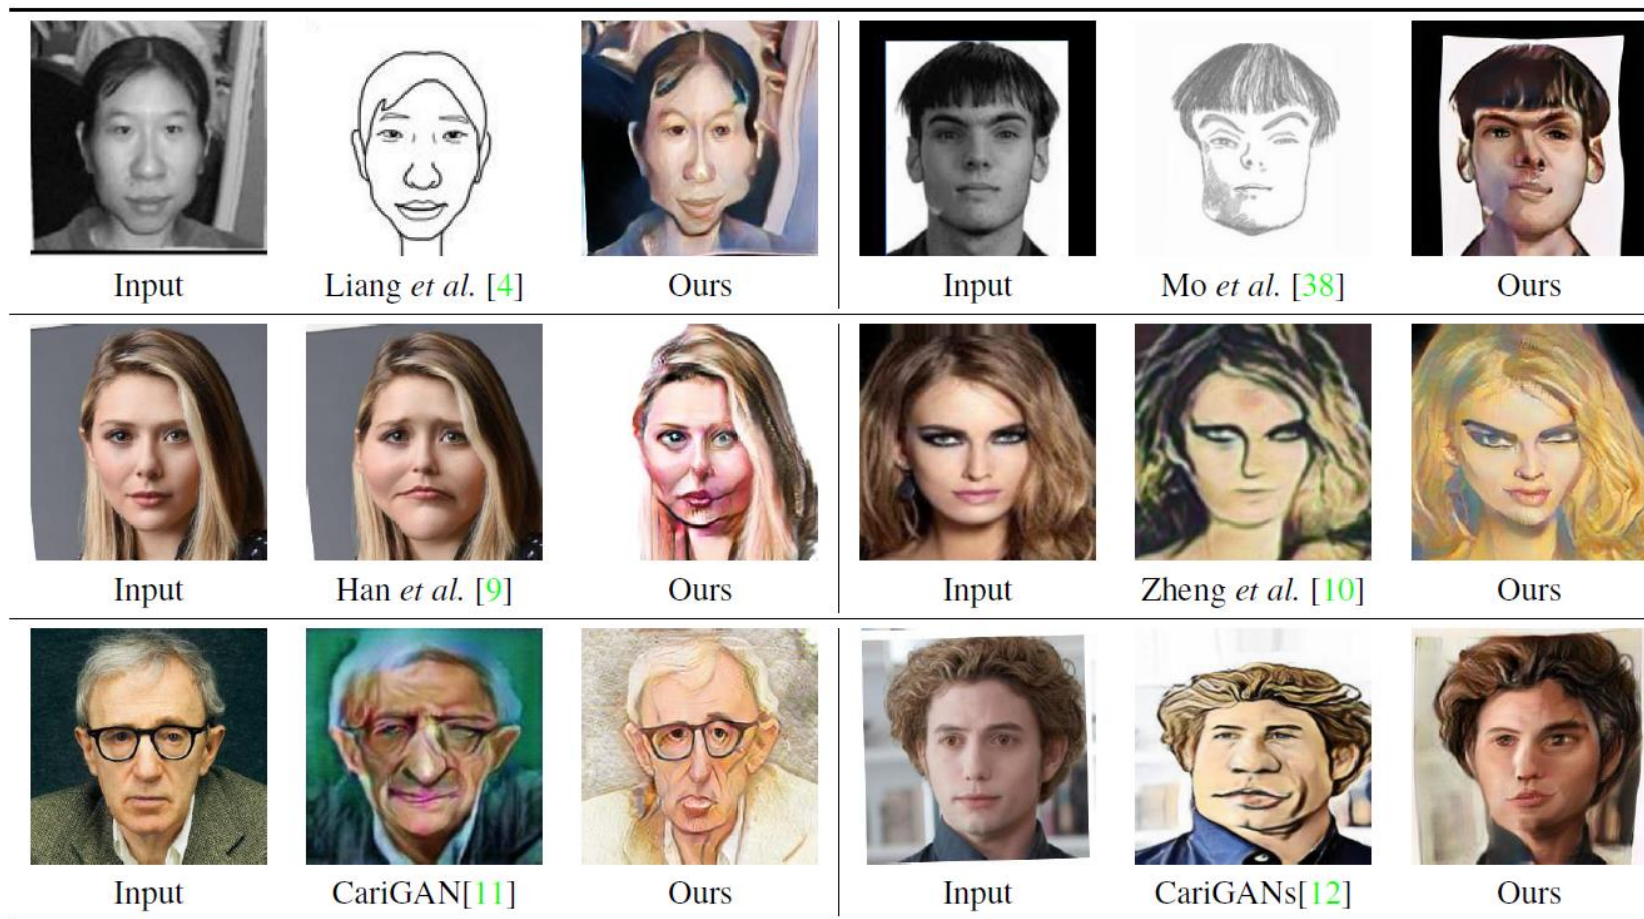 Input Liang et al. [4] Ours Input Mo et al. [38] Ours
Input Han et al. [9] Ours Input Zheng et al. [10] Ours
Input CariGAN[11] Ours Input CariGANs[12] Ours